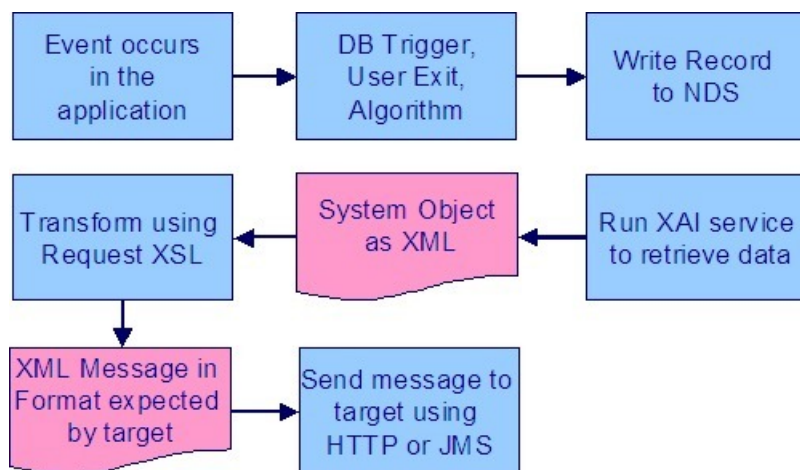 Event occurs
in the
application
DB Trigger,
User Exit,
Algorithm
Write Record
to NDS
Run XAI service
to retrieve data
System Object
as XML
Transform using
Request XSL
XML Message in
Format expected
by target
Send message to
target using
HTTP or JMS